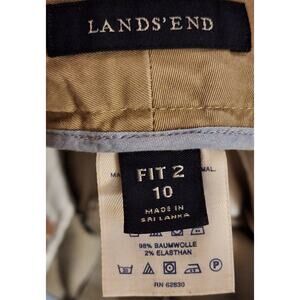 LANDS' END
FIT 2
10
MADE IN
SRI LANKA
98% BAUMWOLLE
2% ELASTHAN
P
RN 62830